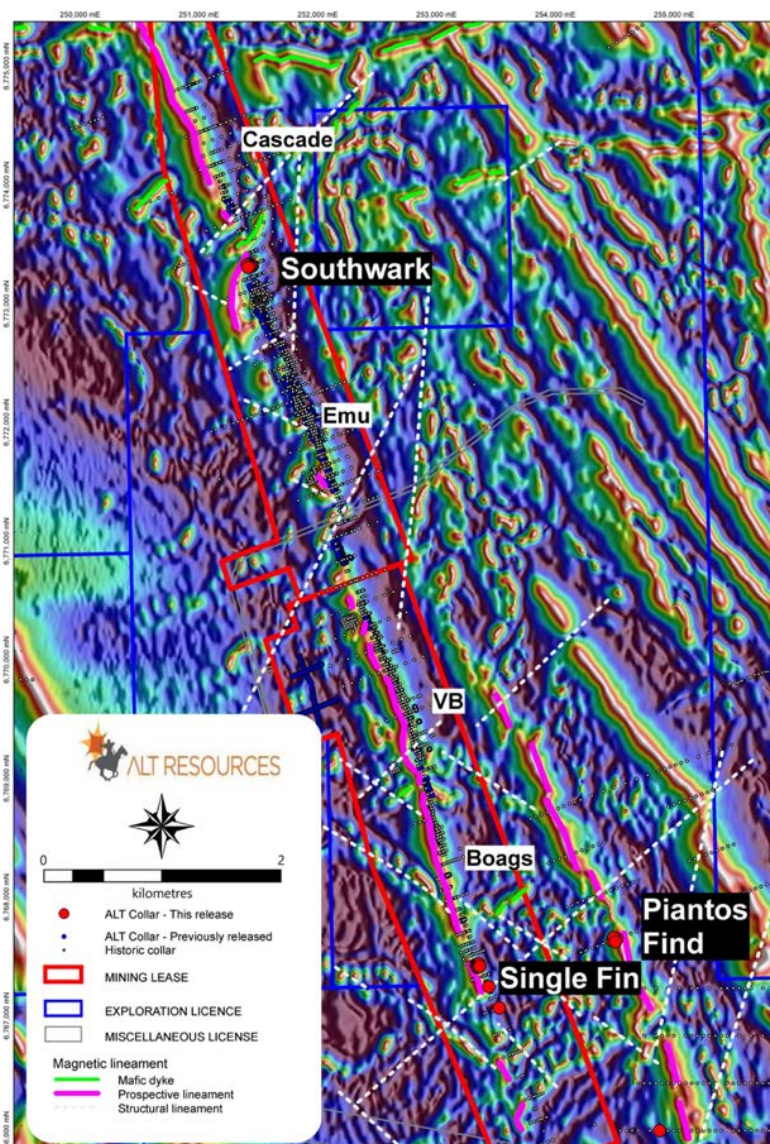 250,000 mE
251,000 mE
252,000 mE
253,000 mE
254,000 mE
255,000 mE
6,775,000 mN
6,774,000 mN
6,773,000 mN
6,772,000 mN
6,771,000 mN
6,770,000 mN
6,769,000 mN
6,768,000 mN
6,767,000 mN
6,000 mN
Cascade
Southwark
Emu
VB
Boags
Piantos
Find
Single Fin
ALT RESOURCES
0 2
kilometres
ALT Collar - This release
ALT Collar - Previously released
Historic collar
MINING LEASE
EXPLORATION LICENCE
MISCELLANEOUS LICENSE
Magnetic lineament
Mafic dyke
Prospective lineament
Structural lineament